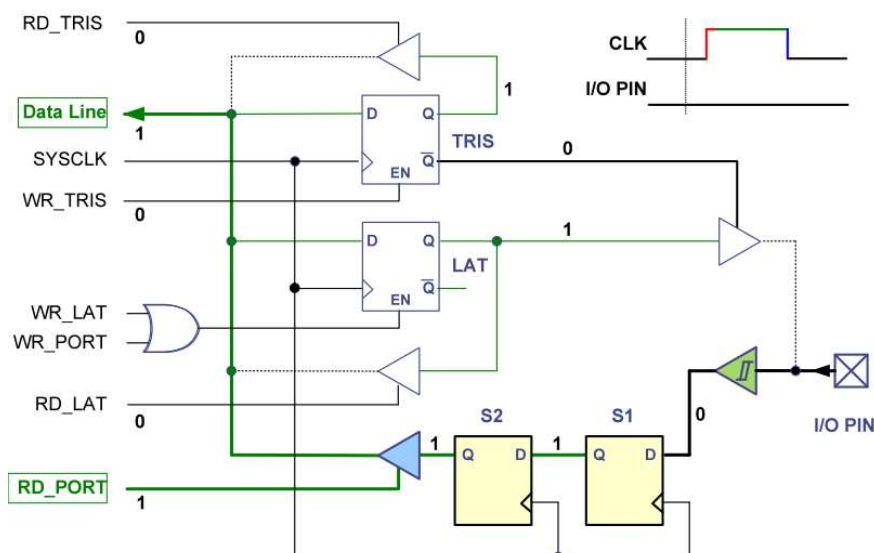 RD_TRIS
0
CLK
I/O PIN
1
Data Line
1
D Q
TRIS
SYSCLK
Q
0
EN
WR_TRIS
0
D Q
1
LAT
Q
EN
WR_LAT
WR_PORT
RD_LAT
0
0
I/O PIN
S2
S1
1
Q D
1
Q D
RD_PORT
1